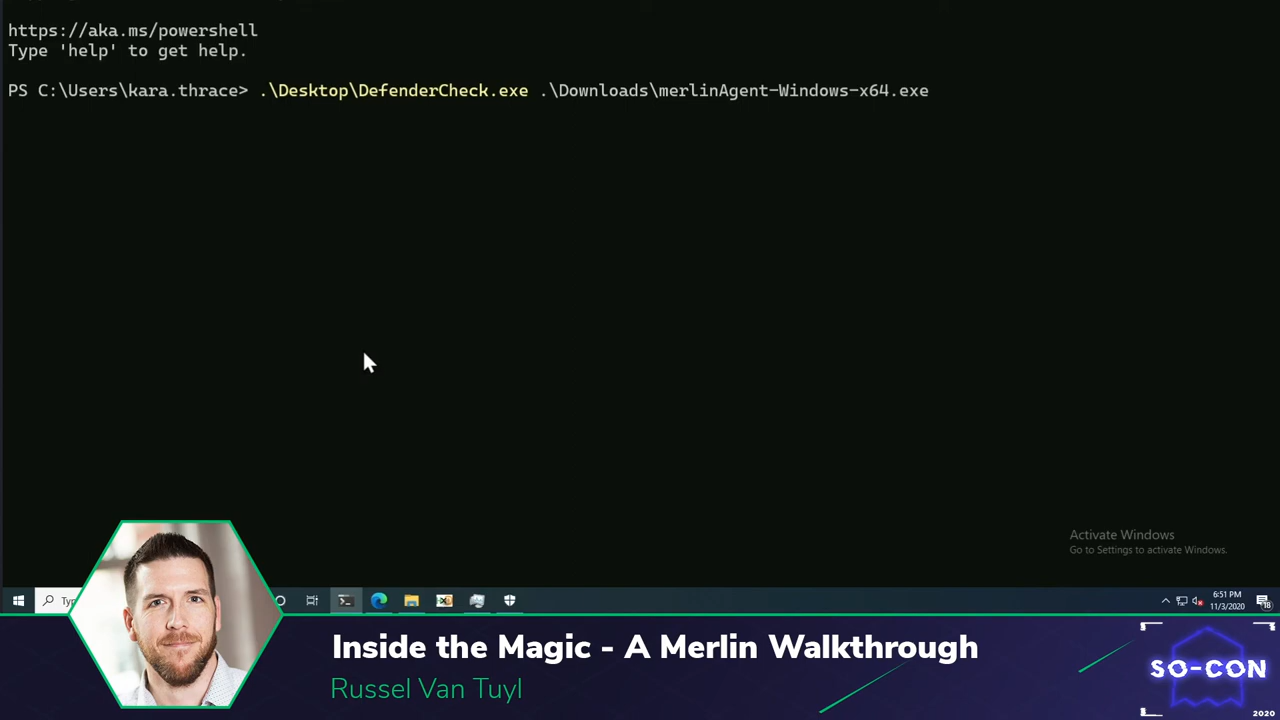 https://aka.ms/powershell
Type 'help' to get help.
PS C:\Users\kara.thrace> .\Desktop\DefenderCheck.exe .\Downloads\merlinAgent-Windows-x64.exe
Activate Windows
Go to Settings to activate Windows.
Ty
6:51 PM
11/3/2020
18
Inside the Magic - A Merlin Walkthrough
Russel Van Tuyl
SO-CON
2020